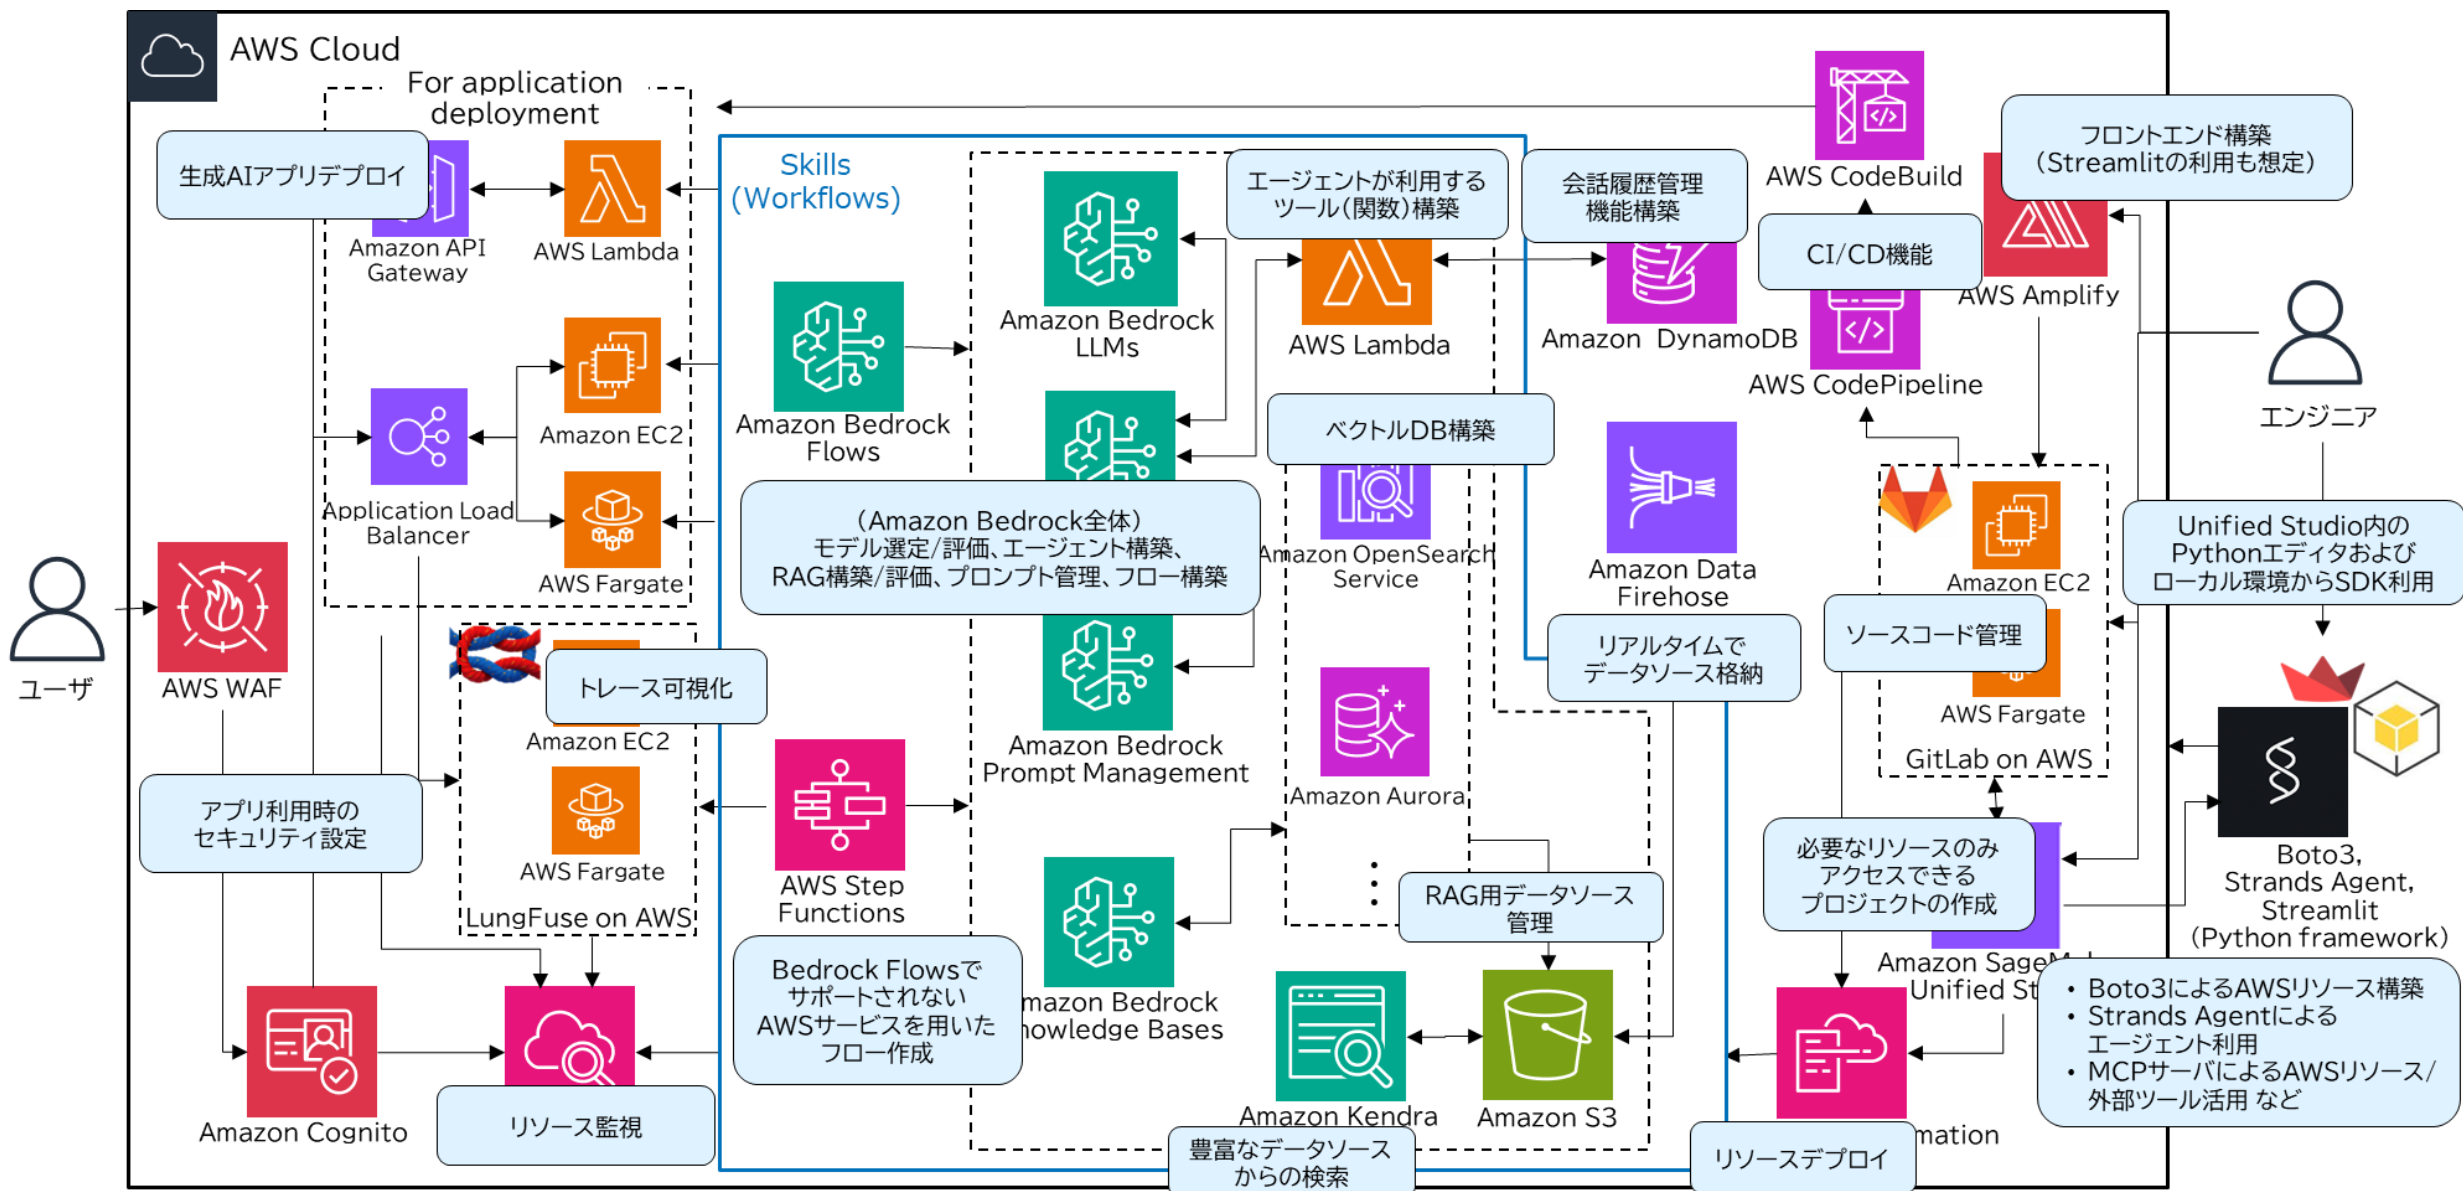 AWS Cloud
For application
deployment
生成AIアプリデプロイ
Amazon API
Gateway
AWS Lambda
Amazon EC2
Application Load
Balancer
AWS Fargate
ユーザ
AWS WAF
トレース可視化
Amazon EC2
AWS Fargate
LungFuse on AWS
アプリ利用時の
セキュリティ設定
Amazon Cognito
リソース監視
Skills
(Workflows)
Amazon Bedrock
Flows
Amazon Bedrock
LLMs
(Amazon Bedrock全体)
モデル選定/評価、エージェント構築、
RAG構築/評価、プロンプト管理、フロー構築
Amazon Bedrock
Prompt Management
AWS Step
Functions
Bedrock Flowsで
サポートされない
AWSサービスを用いた
フロー作成
mazon Bedrock
nowledge Bases
エージェントが利用する
ツール(関数)構築
AWS Lambda
会話履歴管理
機能構築
Amazon DynamoDB
ベクトルDB構築
Amazon OpenSearch
Service
Amazon Aurora
RAG用データソース
管理
Amazon Kendra
Amazon S3
豊富なデータソース
からの検索
Amazon Data
Firehose
リアルタイムで
データソース格納
AWS CodeBuild
CI/CD機能
AWS CodePipeline
フロントエンド構築
(Streamlitの利用も想定)
AWS Amplify
エンジニア
Amazon EC2
ソースコード管理
AWS Fargate
GitLab on AWS
Unified Studio内の
Pythonエディタおよび
ローカル環境からSDK利用
Boto3,
Strands Agent,
Streamlit
(Python framework)
必要なリソースのみ
アクセスできる
プロジェクトの作成
Amazon SageM
Unified St
• Boto3によるAWSリソース構築
• Strands Agentによる
エージェント利用
• MCPサーバによるAWSリソース/
外部ツール活用 など
リソースデプロイ
mation